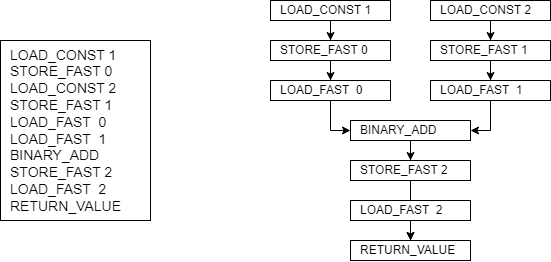 LOAD_CONST 1
STORE_FAST 0
LOAD_CONST 2
STORE_FAST 1
LOAD_FAST  0
LOAD_FAST  1
BINARY_ADD
STORE_FAST 2
LOAD_FAST  2
RETURN_VALUE
LOAD_CONST 1
STORE_FAST 0
LOAD_FAST  0
LOAD_CONST 2
STORE_FAST 1
LOAD_FAST  1
BINARY_ADD
STORE_FAST 2
LOAD_FAST  2
RETURN_VALUE